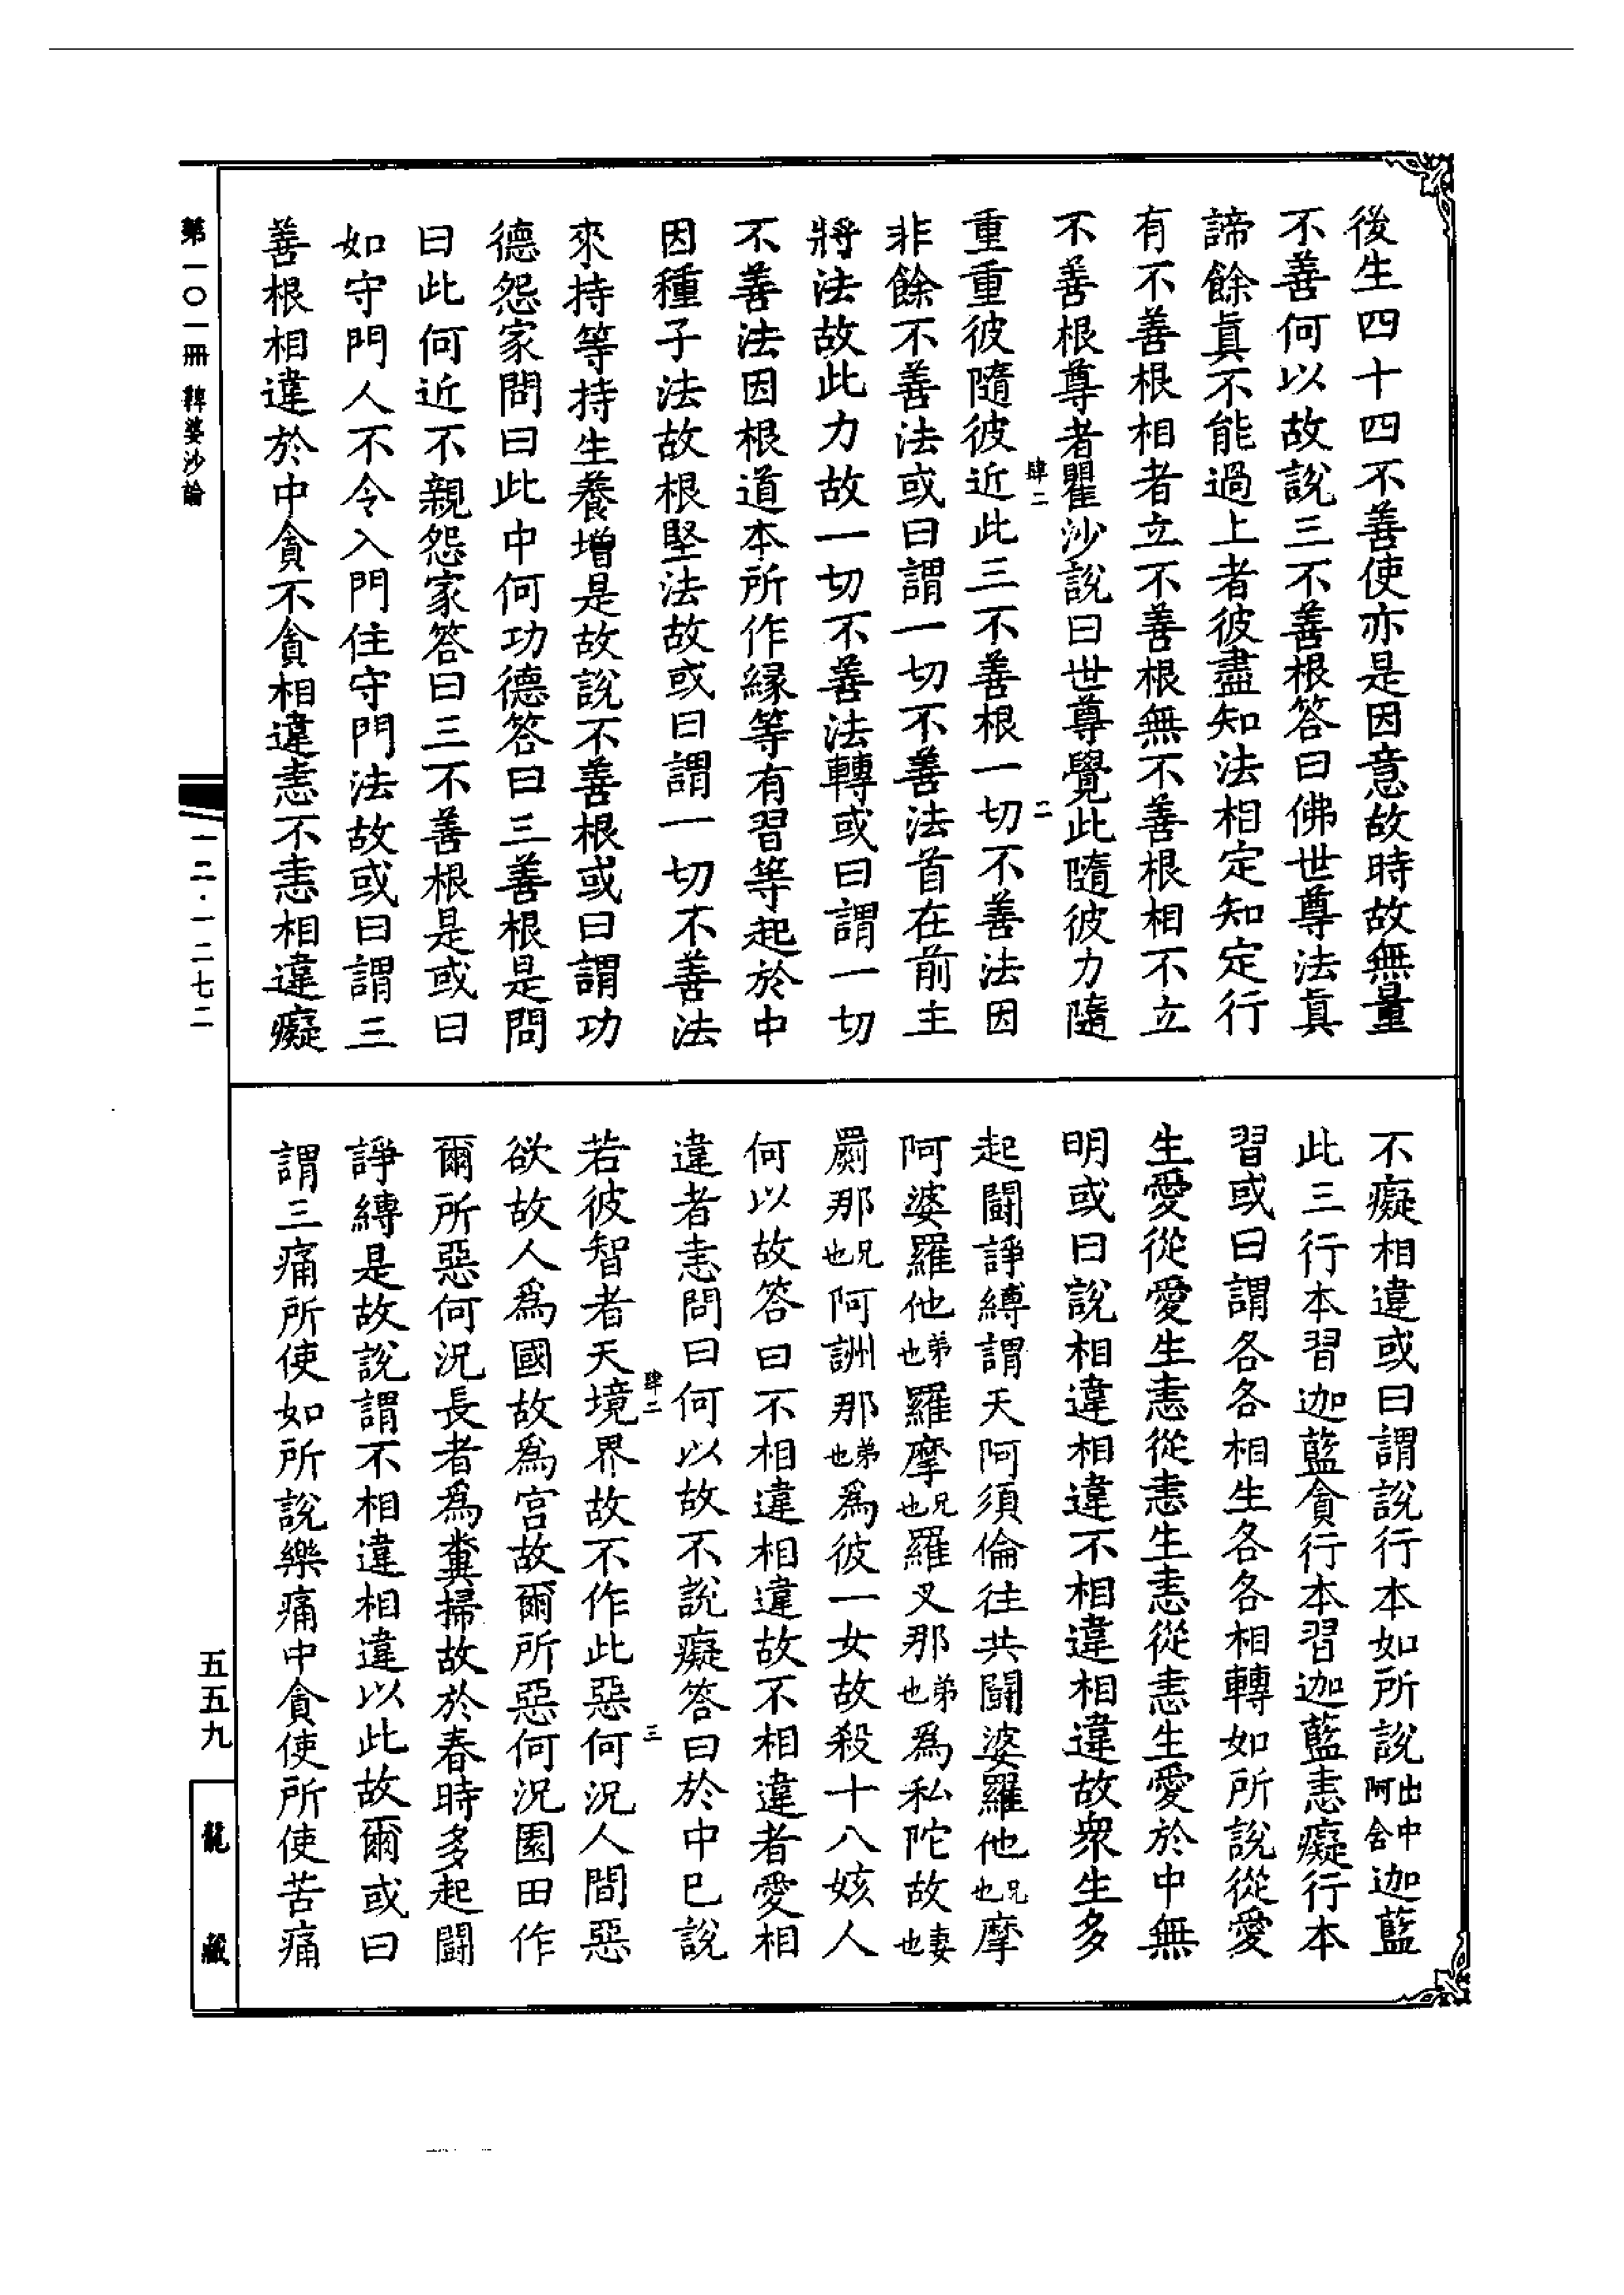 後生四十四不善使亦是因意故時故無量
不善何以故說三不善根答曰佛世尊法真
諦餘真不能過上者彼盡知法相定知定行
有不善根相者立不善根無不善根相不立
不善根尊者瞿沙說曰世尊覺此隨彼力隨
肆二
二
重重彼隨彼近此三不善根一切不善法因
非餘不善法或曰謂一切不善法首在前主
將法故此力故一切不善法轉或曰謂一切
不善法因根道本所作緣等有習等起於中
因種子法故根堅法故或曰謂一切不善法
來持等持生養增是故說不善根或曰謂功
德怨家問曰此中何功德答曰三善根是問
曰此何近不親怨家答曰三不善根是或曰
如守門人不令入門住守門法故或曰謂三
善根相違於中貪不貪相違恚不恚相違癡
不癡相違或曰謂說行本如所說出中阿含迦藍
此三行本習迦藍貪行本習迦藍恚癡行本
習或曰謂各各相生各各相轉如所說從愛
生愛從愛生恚從恚生恚從恚生愛於中無
明或曰說相違相違不相違相違故衆生多
起鬪諍縛謂天阿須倫往共鬪婆羅他兄也摩
阿婆羅他弟也羅摩兄也羅叉那弟也為私陀故妻也
罽那兄也阿詶那弟也為彼一女故殺十八姟人
何以故答曰不相違相違故不相違者愛相
違者恚問曰何以故不說癡答曰於中已說
肆二
三
若彼智者天境界故不作此惡何況人間惡
欲故人為國故為宮故爾所惡何況園田作
爾所惡何況長者為糞掃故於春時多起鬪
諍縛是故說謂不相違相違以此故爾或曰
謂三痛所使如所說樂痛中貪使所使苦痛
第一〇一冊 鞞婆沙論
一二·一二七二
五五九
龍藏